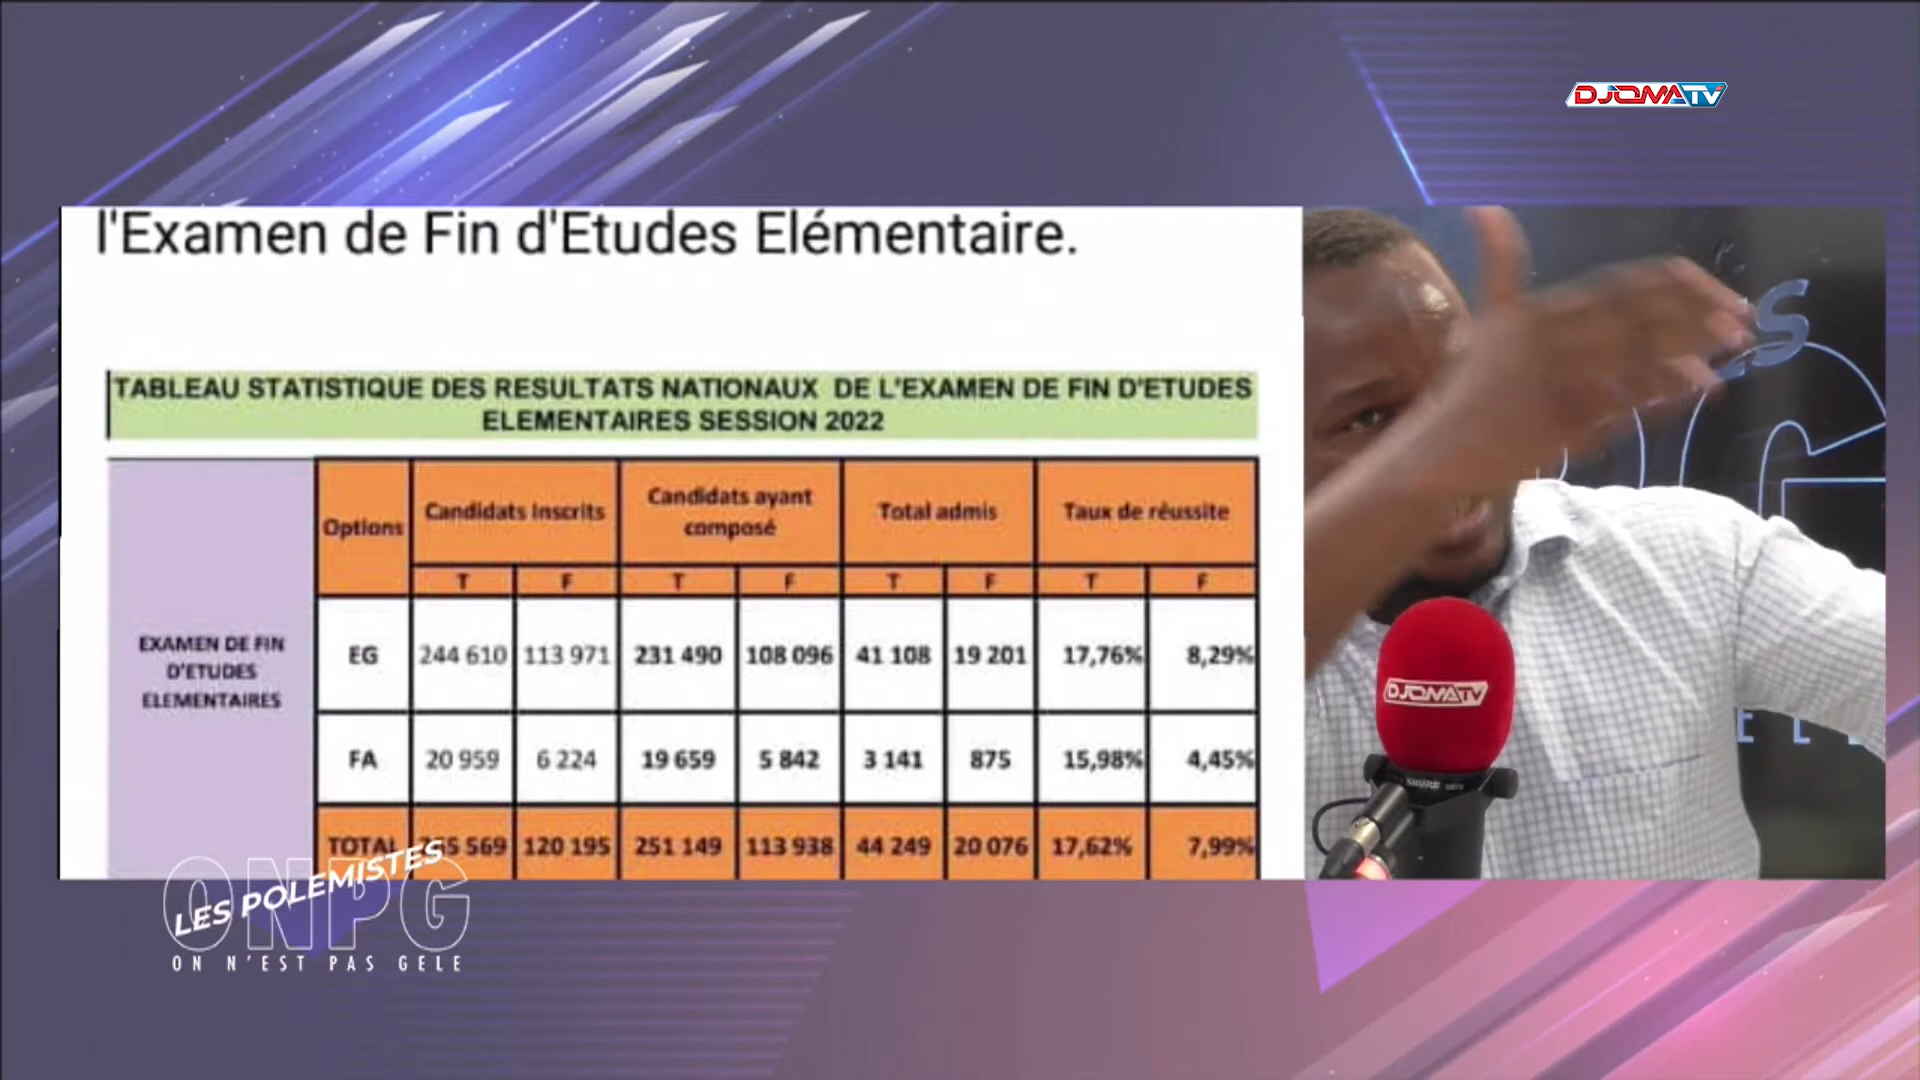 DJOMATV
l'Examen de Fin d'Etudes Elémentaire.
TABLEAU STATISTIQUE DES RESULTATS NATIONAUX DE L'EXAMEN DE FIN D'ETUDES
ELEMENTAIRES SESSION 2022
Options
Candidats inscrits
Candidats ayant
composé
Total admis
Taux de réussite
T F T F T F T F
EXAMEN DE FIN
D'ETUDES
ELEMENTAIRES
EG 244 610 113 971 231 490 108 096 41 108 19 201 17,76% 8,29%
FA 20 959 6 224 19 659 5 842 3 141 875 15,98% 4,45%
TOTAL 569 120 195 251 149 113 938 44 249 20 076 17,62% 7,99%
DJOMATV
ONPG
LES POLEMISTES
ON N'EST PAS GELE